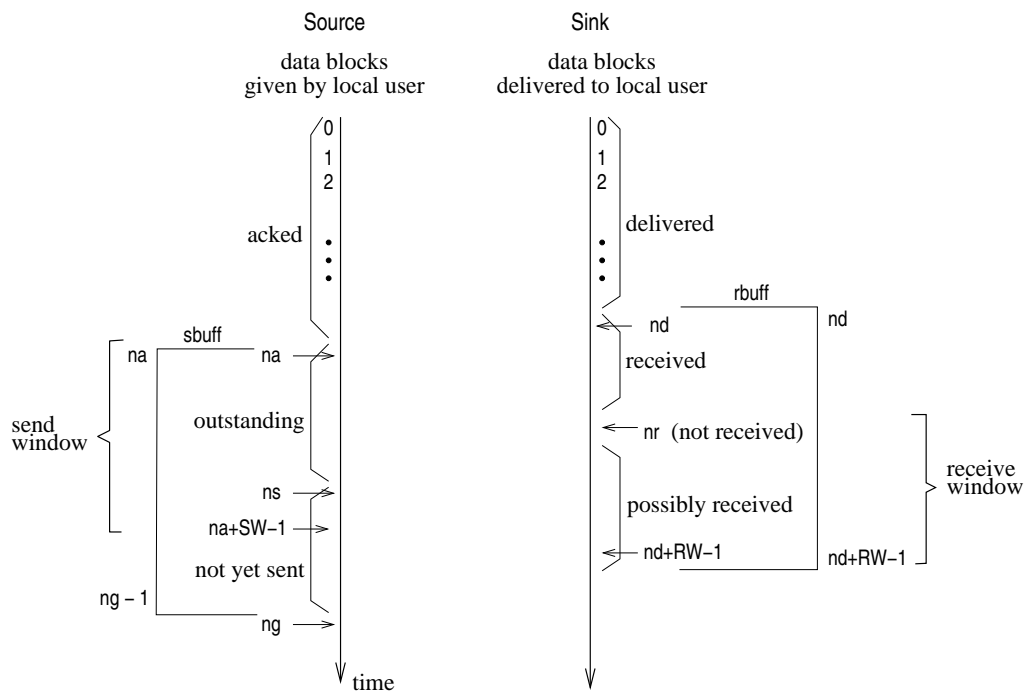 Source
data blocks
given by local user
0
1
2
acked
sbuff
na
na
send
window
outstanding
ns
na+SW−1
not yet sent
ng − 1
ng
time
Sink
data blocks
delivered to local user
0
1
2
delivered
rbuff
nd
nd
received
nr (not received)
receive
window
possibly received
nd+RW−1
nd+RW−1